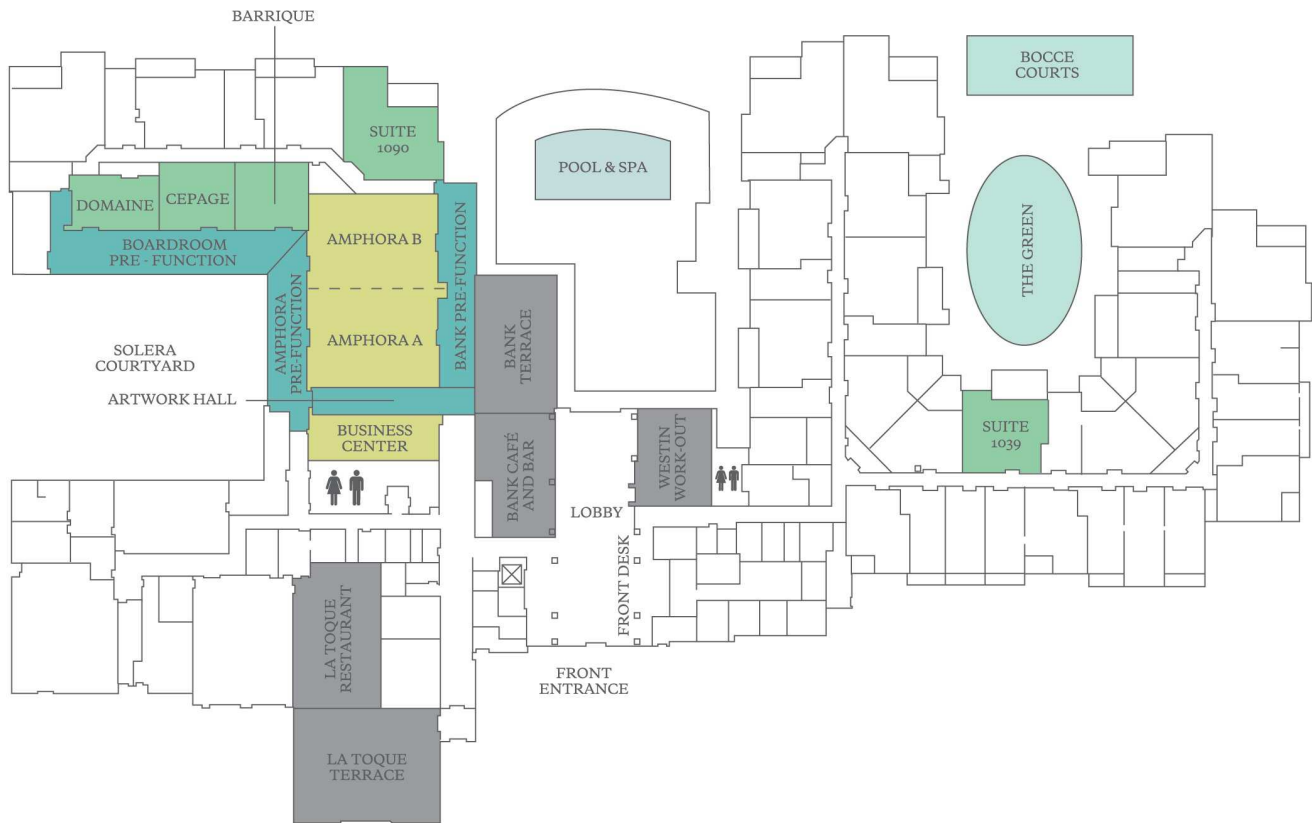 BARRIQUE
BOCCE
COURTS
SUITE
1090
POOL & SPA
DOMAINE
CEPAGE
AMPHORA B
BOARDROOM
PRE - FUNCTION
THE GREEN
AMPHORA
PRE-FUNCTION
BANK PRE-FUNCTION
AMPHORA A
BANK
TERRACE
SOLERA
COURTYARD
ARTWORK HALL
BUSINESS
CENTER
SUITE
1039
BANK CAFÉ
AND BAR
WESTIN
WORK-OUT
LOBBY
FRONT DESK
LA TOQUE
RESTAURANT
FRONT
ENTRANCE
LA TOQUE
TERRACE